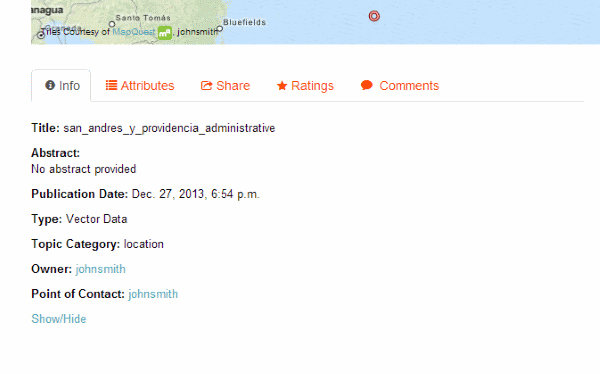 anagua
Santo Tomás
Bluefields
Granada
Tiles Courtesy of MapQuest , johnsmith
Info
Attributes
Share
Ratings
Comments
Title: san_andres_y_providencia_administrative
Abstract:
No abstract provided
Publication Date: Dec. 27, 2013, 6:54 p.m.
Type: Vector Data
Topic Category: location
Owner: johnsmith
Point of Contact: johnsmith
Show/Hide